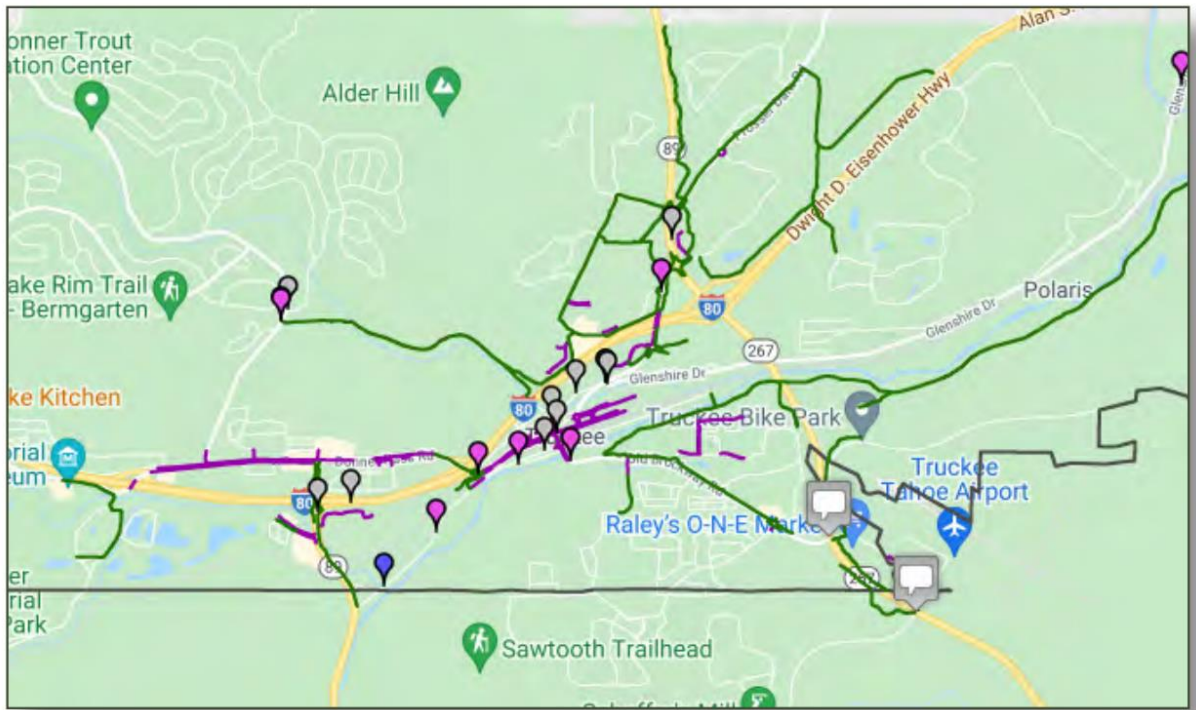 Alan S.
onner Trout
ation Center
Alder Hill
89
Dwight D. Eisenhower Hwy
ake Rim Trail
- Bermgarten
Polaris
80
Glenshire Dr
267
Glenshire Dr
ke Kitchen
80
Truckee Bike Park
orial
eum
Truckee
Tahoe Airport
80
Raley's O-N-E Marke
89
267
er
rial
Park
Sawtooth Trailhead